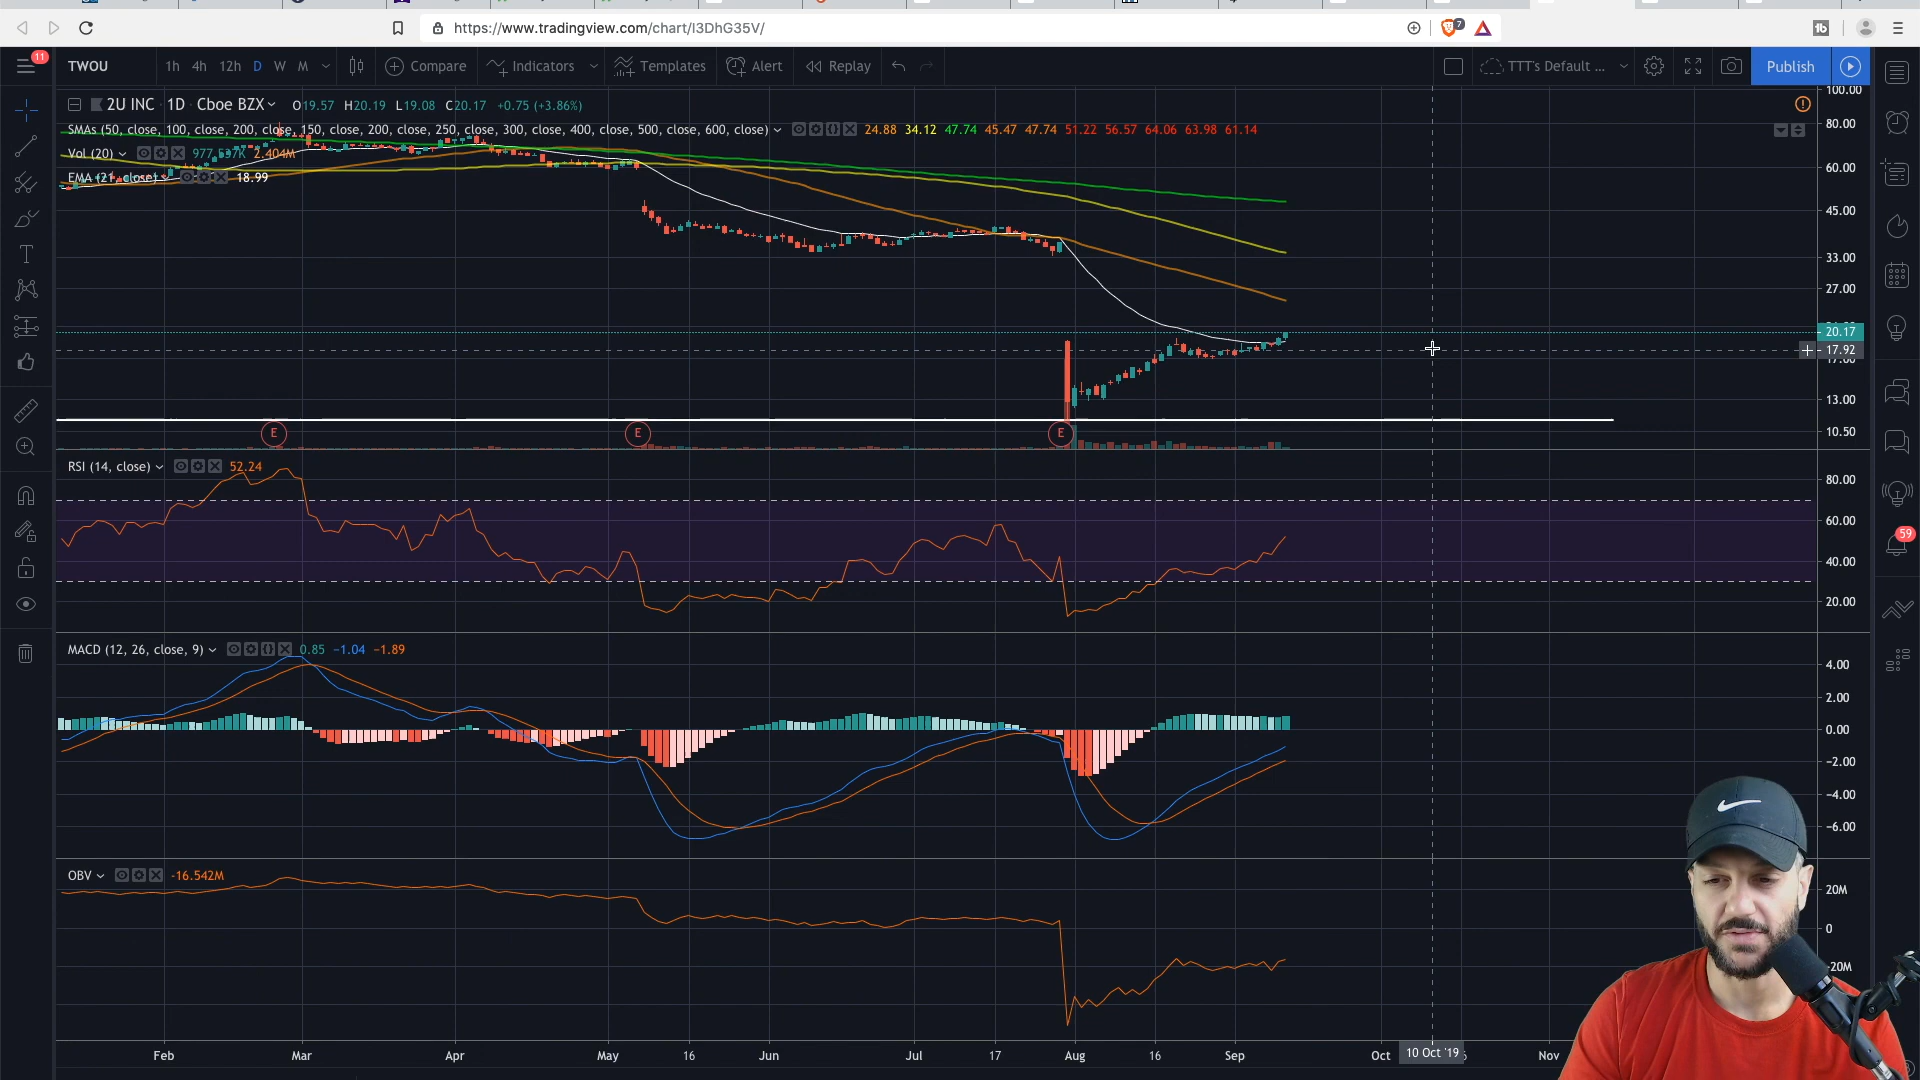 https://www.tradingview.com/chart/I3DhG35V/
7
11
TWOU
1h 4h 12h D W M
Compare
Indicators
Templates
Alert
Replay
TTT's Default ...
Publish
2U INC 1D Cboe BZX
O19.57 H20.19 L19.08 C20.17 +0.75 (+3.86%)
SMAs (50, close, 100, close, 200, close, 150, close, 200, close, 250, close, 300, close, 400, close, 500, close, 600, close) 24.88 34.12 47.74 45.47 47.74 51.22 56.57 64.06 63.98 61.14
Vol (20) 977.597K 2.404M
EMA (21, close) 18.99
100.00
80.00
60.00
45.00
33.00
27.00
20.17
17.92
13.00
10.50
E E E
RSI (14, close) 52.24
80.00
60.00
40.00
20.00
59
MACD (12, 26, close, 9) 0.85 −1.04 −1.89
4.00
2.00
0.00
−2.00
−4.00
−6.00
OBV -16.542M
20M
0
20M
Feb Mar Apr May 16 Jun Jul 17 Aug 16 Sep Oct 10 Oct '19 Nov